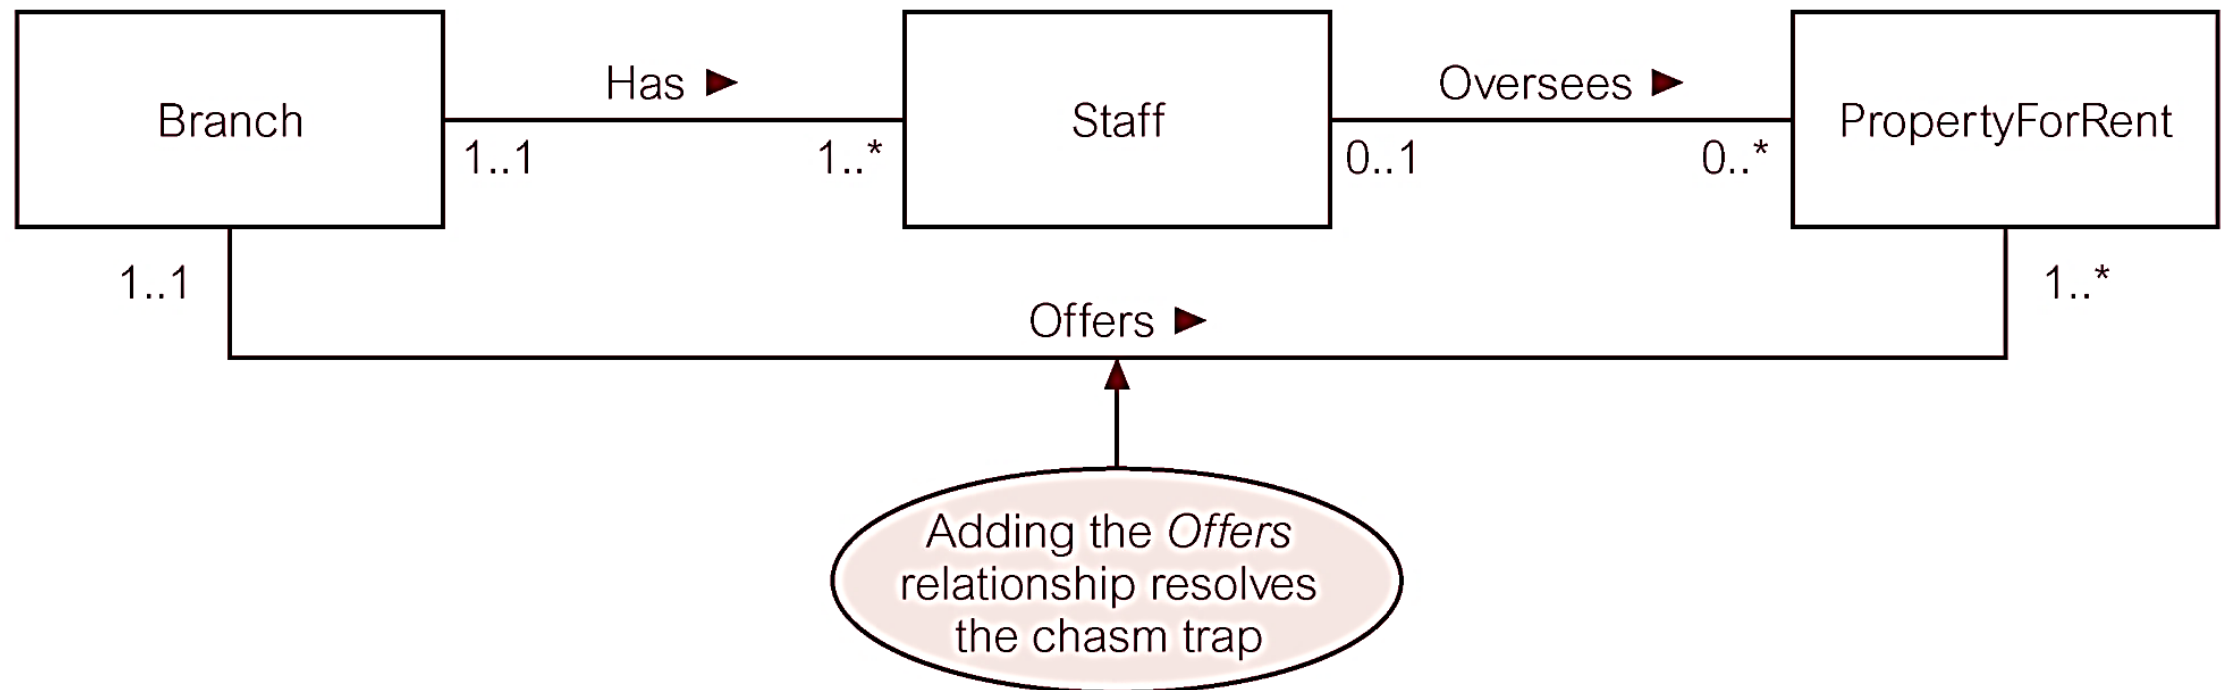 Has ►
Oversees ►
Branch
Staff
PropertyForRent
1..1
1..*
0..1
0..*
1..1
1..*
Offers ►
Adding the Offers
relationship resolves
the chasm trap